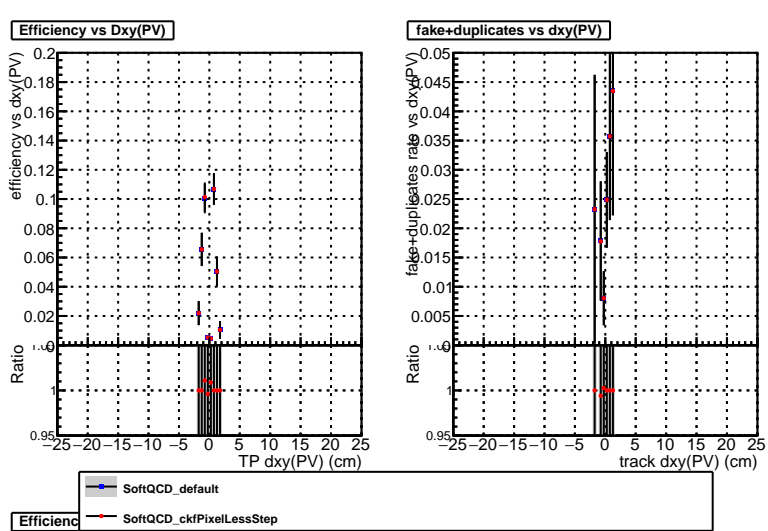 Efficiency vs Dxy(PV)
efficiency vs dxy(PV)
0.2
0.18
0.16
0.14
0.12
0.1
0.08
0.06
0.04
0.02
0
Ratio
1
0.95
−25 −20 −15 −10 −5 0 5 10 15 20 25
TP dxy(PV) (cm)
fake+duplicates vs dxy(PV)
fake+duplicates rate vs dxy(PV)
0.05
0.045
0.04
0.035
0.03
0.025
0.02
0.015
0.01
0.005
0
Ratio
1
0.95
−25 −20 −15 −10 −5 0 5 10 15 20 25
track dxy(PV) (cm)
SoftQCD_default
SoftQCD_ckfPixelLessStep
Efficienc